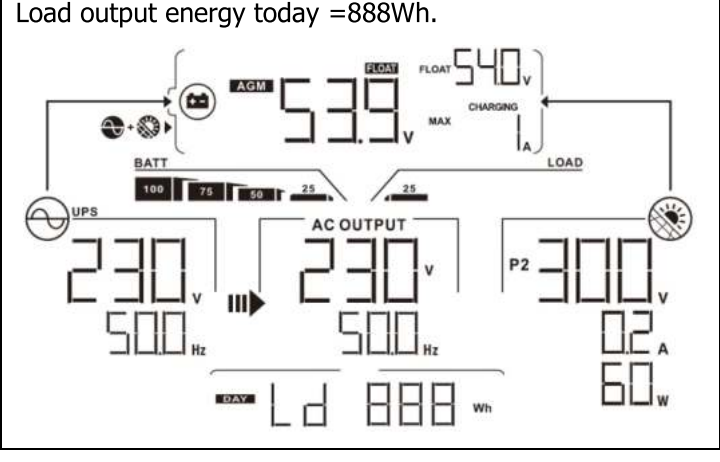 Load output energy today =888Wh.
FLOAT
AGM 53.9 V
FLOAT 54.0 V
CHARGING
MAX 1 A
BATT LOAD
100 75 50 25 25
UPS AC OUTPUT
230 V 230 V P2 300 V
50.0 Hz 50.0 Hz 0.2 A
60 W
DAY Ld 888 Wh